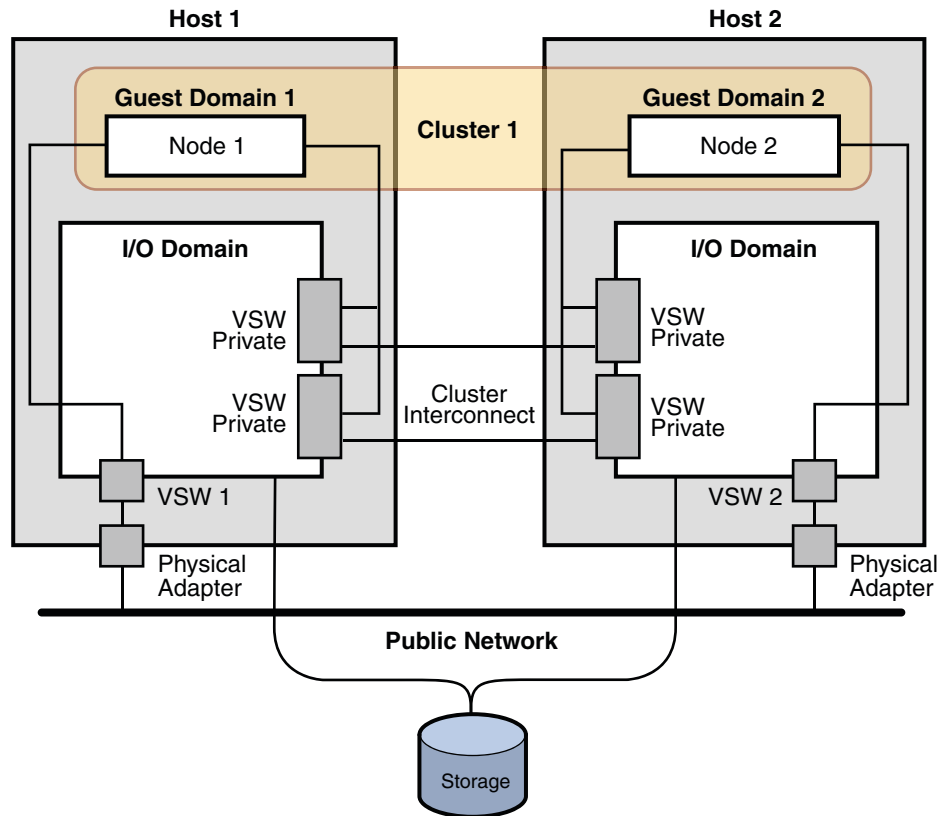 Host 1
Host 2
Guest Domain 1
Guest Domain 2
Cluster 1
Node 1
Node 2
I/O Domain
I/O Domain
VSW
Private
VSW
Private
VSW
Private
Cluster
Interconnect
VSW
Private
VSW 1
VSW 2
Physical
Adapter
Physical
Adapter
Public Network
Storage